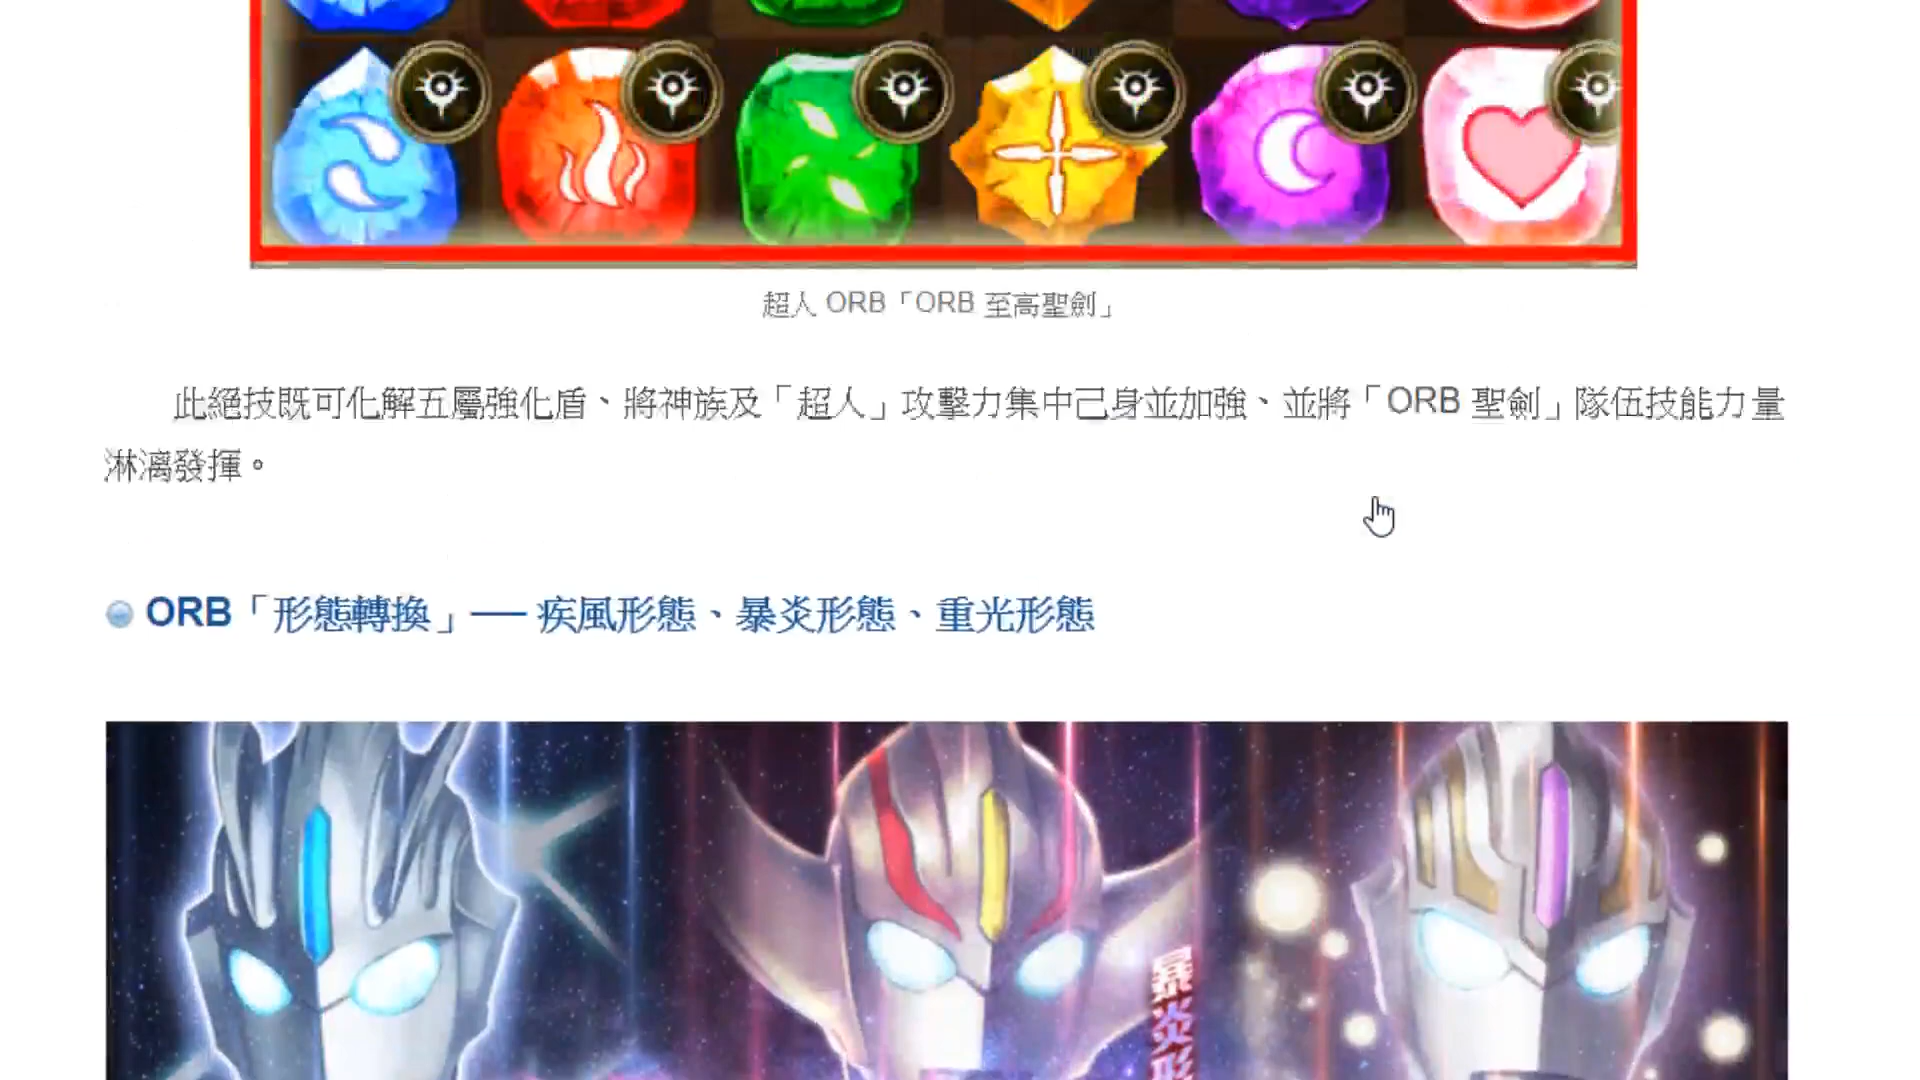 超人 ORB「ORB 至高聖劍」
此絕技既可化解五屬強化盾、將神族及「超人」攻擊力集中己身並加強、並將「ORB 聖劍」隊伍技能力量
淋漓發揮。
ORB「形態轉換」── 疾風形態、暴炎形態、重光形態
暴炎形